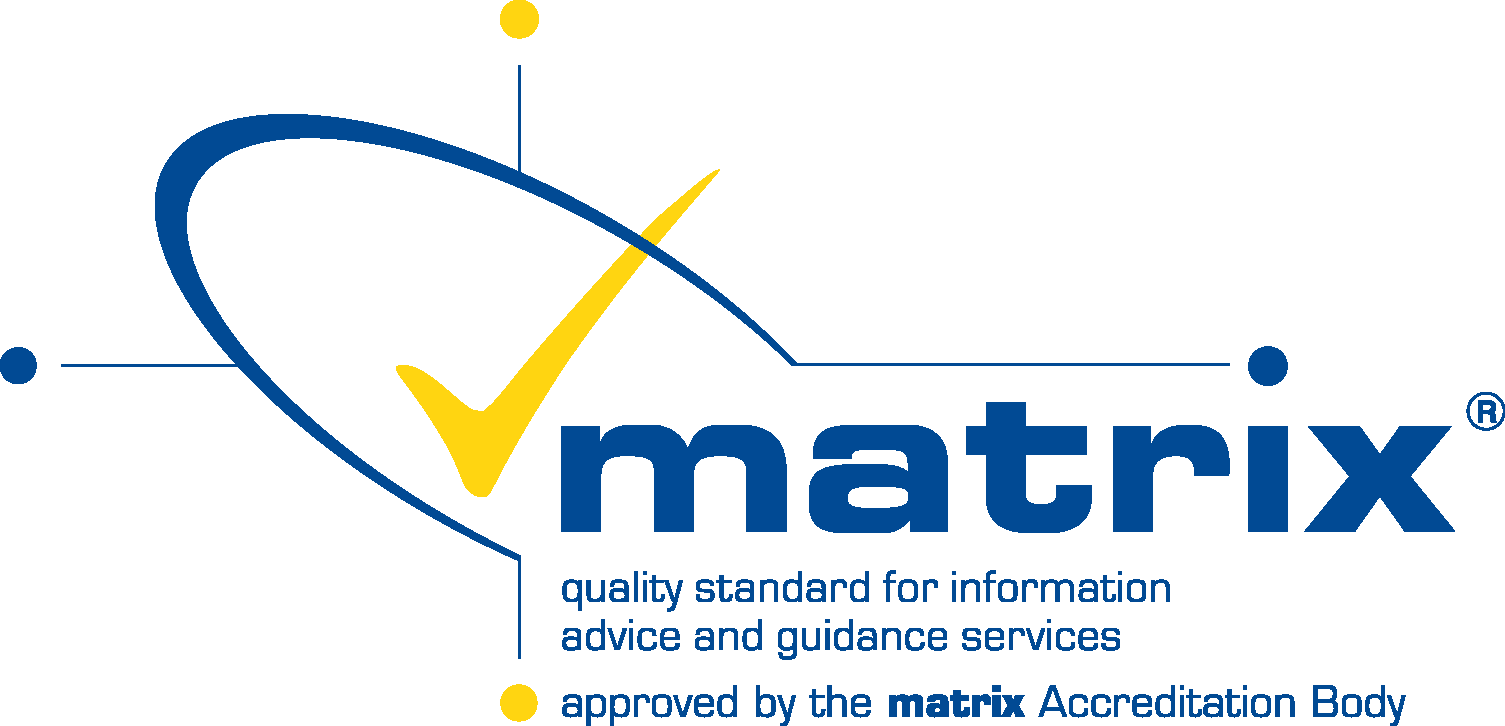 matrix®
quality standard for information
advice and guidance services
approved by the matrix Accreditation Body